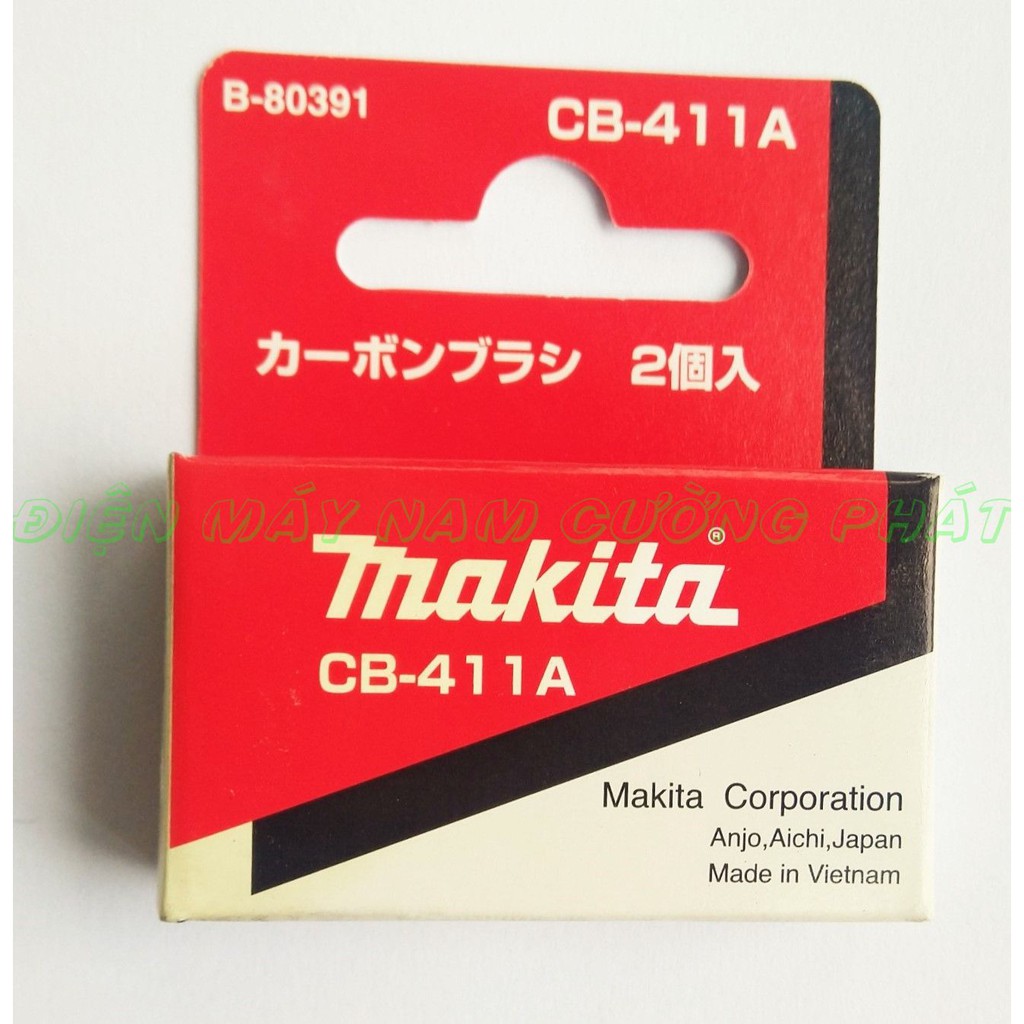 B-80391
CB-411A
カーボンブラシ 2個入
ĐIỆN MÁY NAM CƯỜNG PHÁT
makita®
CB-411A
Makita Corporation
Anjo,Aichi,Japan
Made in Vietnam